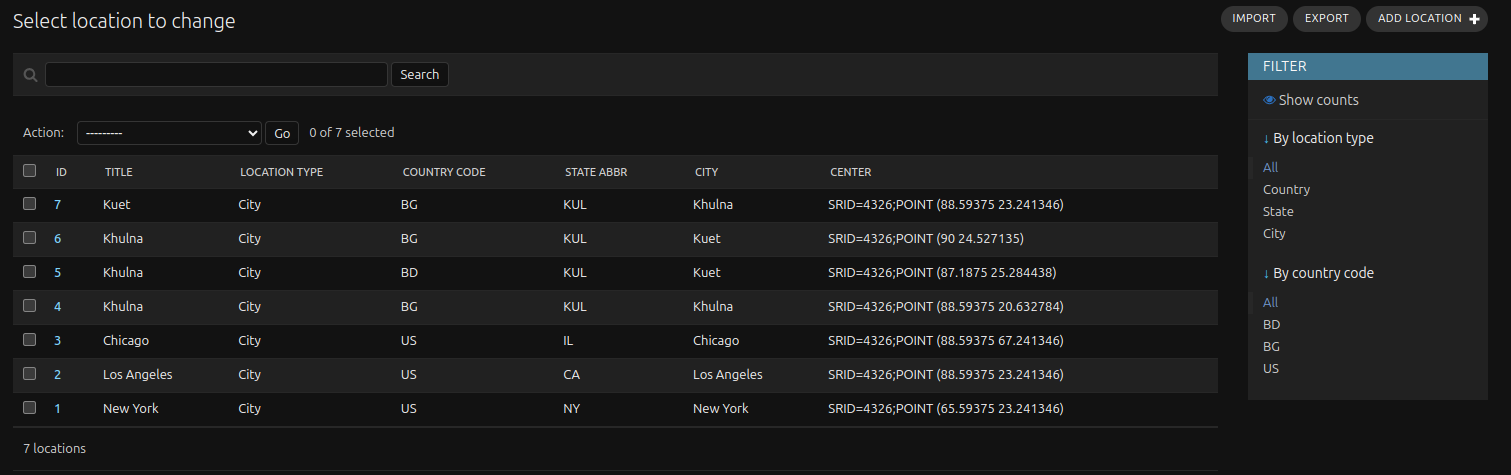 Select location to change
IMPORT EXPORT ADD LOCATION +
Search
Action: --------- Go 0 of 7 selected
ID TITLE LOCATION TYPE COUNTRY CODE STATE ABBR CITY CENTER
7 Kuet City BG KUL Khulna SRID=4326;POINT (88.59375 23.241346)
6 Khulna City BG KUL Kuet SRID=4326;POINT (90 24.527135)
5 Khulna City BD KUL Kuet SRID=4326;POINT (87.1875 25.284438)
4 Khulna City BG KUL Khulna SRID=4326;POINT (88.59375 20.632784)
3 Chicago City US IL Chicago SRID=4326;POINT (88.59375 67.241346)
2 Los Angeles City US CA Los Angeles SRID=4326;POINT (88.59375 23.241346)
1 New York City US NY New York SRID=4326;POINT (65.59375 23.241346)
7 locations
FILTER
Show counts
↓ By location type
All
Country
State
City
↓ By country code
All
BD
BG
US